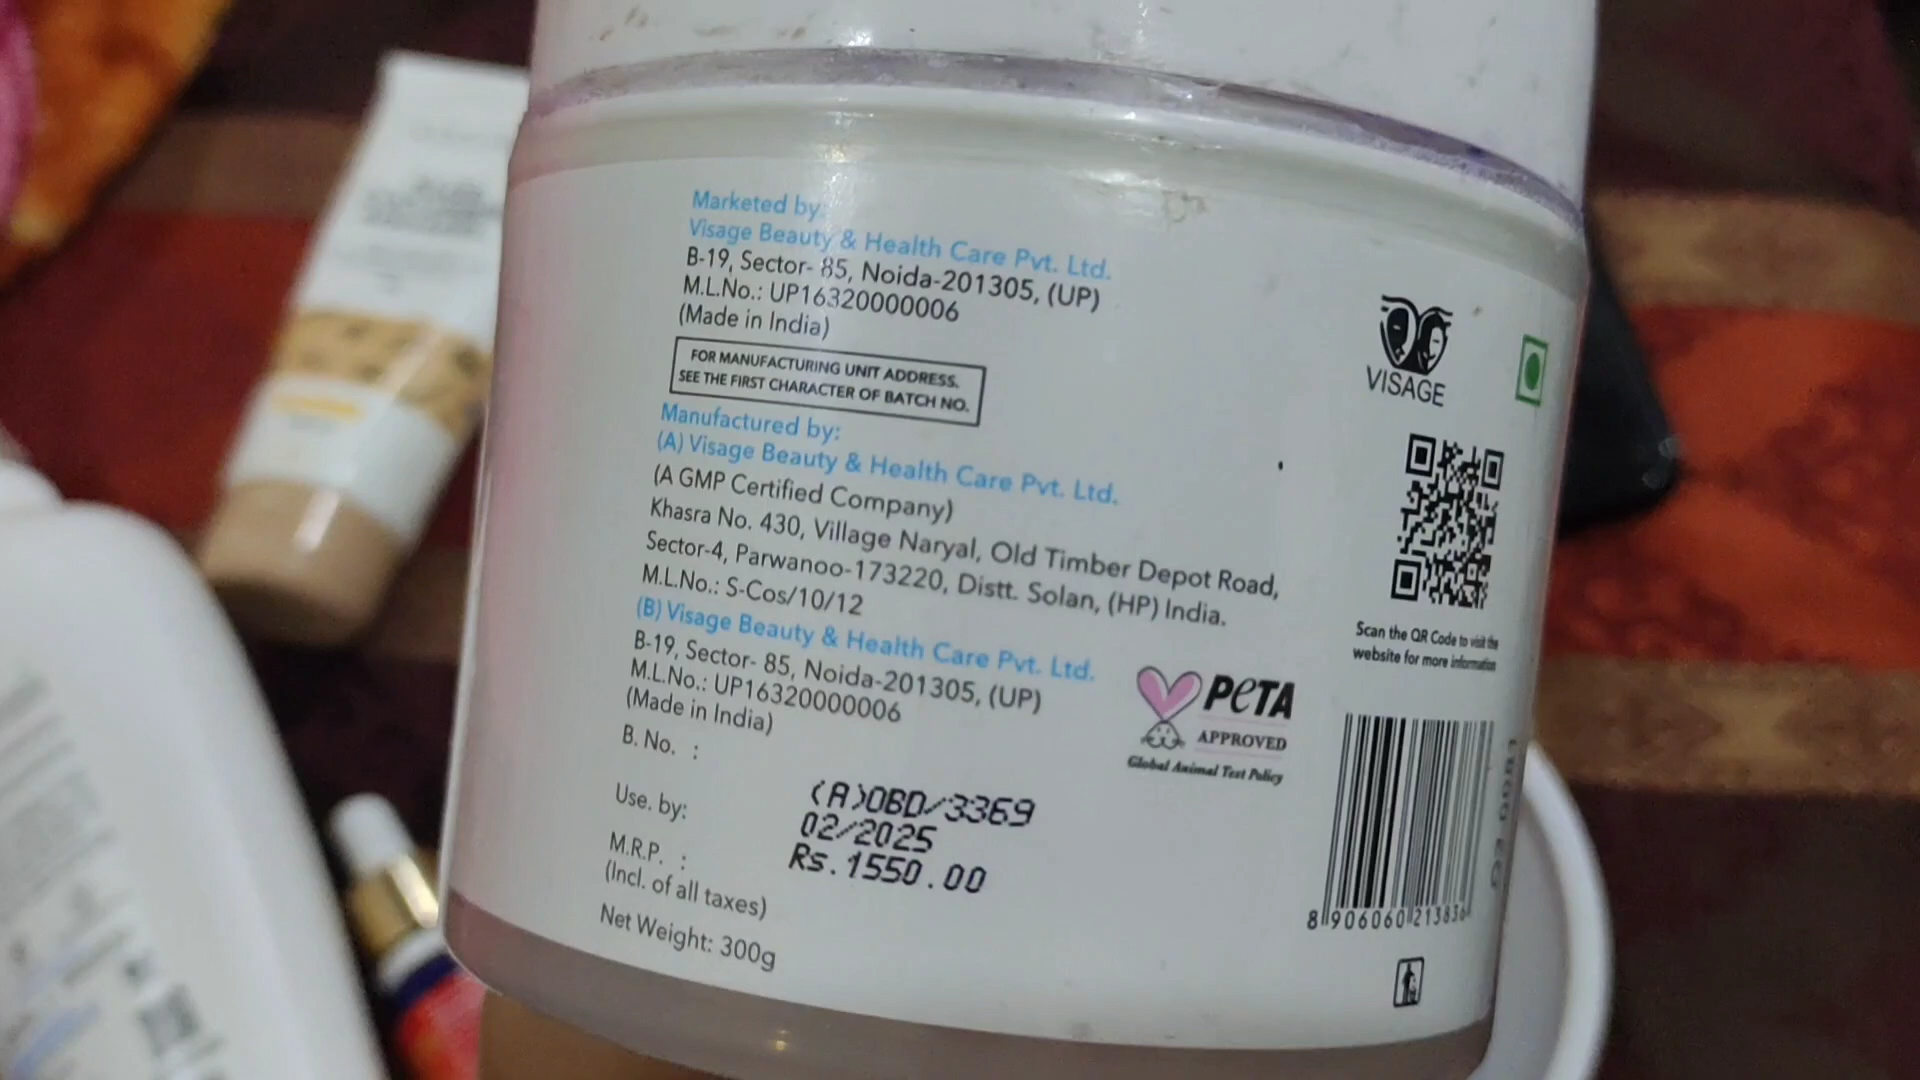 Marketed by:
Visage Beauty & Health Care Pvt. Ltd.
B-19, Sector- 85, Noida-201305, (UP)
M.L.No.: UP16320000006
(Made in India)
FOR MANUFACTURING UNIT ADDRESS.
SEE THE FIRST CHARACTER OF BATCH NO.
Manufactured by:
(A) Visage Beauty & Health Care Pvt. Ltd.
(A GMP Certified Company)
Khasra No. 430, Village Naryal, Old Timber Depot Road,
Sector-4, Parwanoo-173220, Distt. Solan, (HP) India.
M.L.No.: S-Cos/10/12
(B) Visage Beauty & Health Care Pvt. Ltd.
B-19, Sector- 85, Noida-201305, (UP)
M.L.No.: UP16320000006
(Made in India)
B. No. :
(A)OBD/3369
Use. by:
02/2025
M.R.P. :
Rs.1550.00
(Incl. of all taxes)
Net Weight: 300g
VISAGE
Scan the QR Code to visit the
website for more information
PETA
APPROVED
Global Animal Test Policy
8 906060 213836